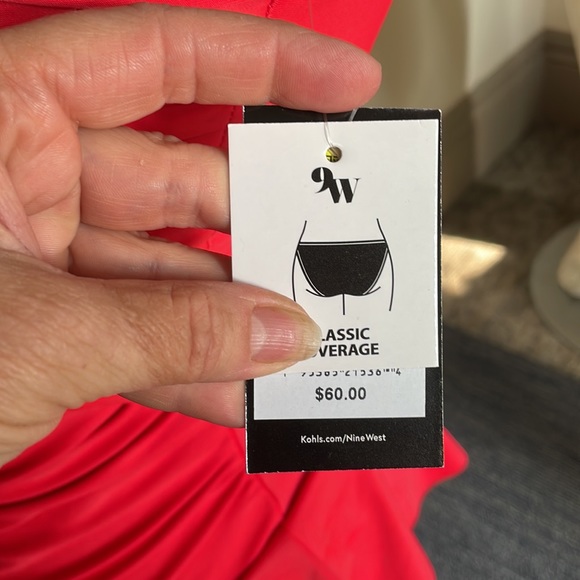 9W
LASSIC
VERAGE
$60.00
Kohls.com/NineWest